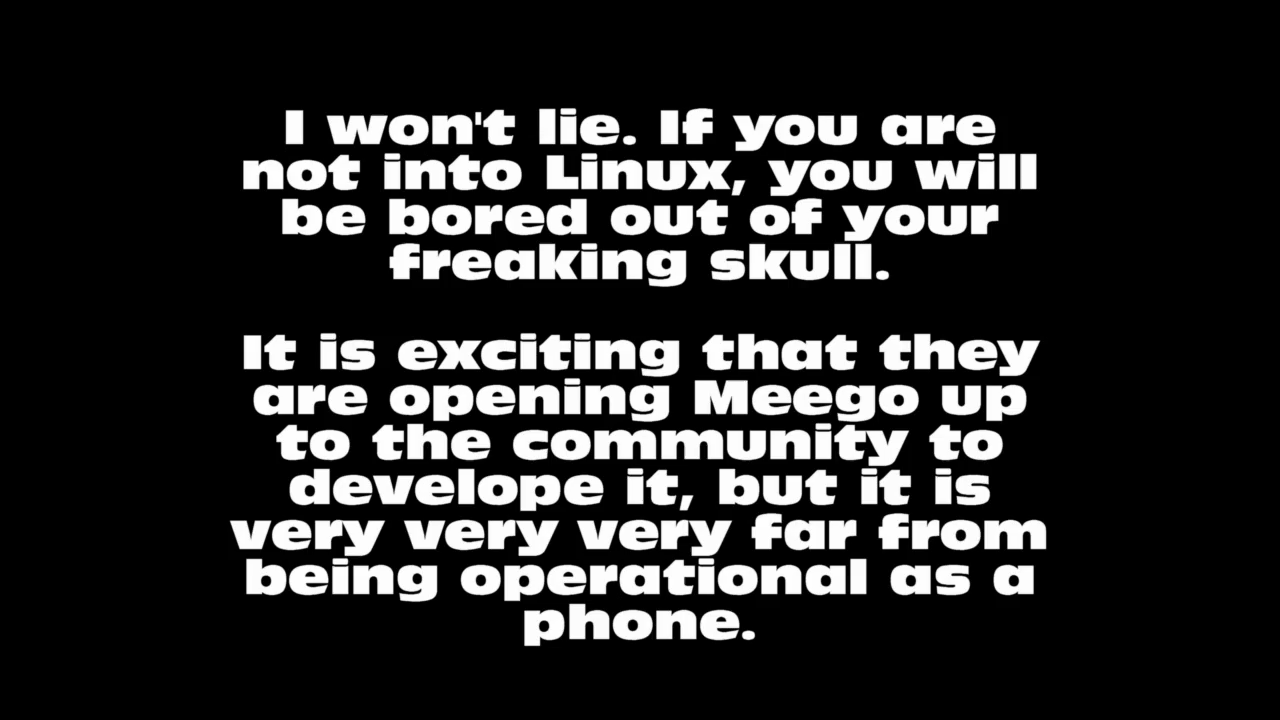 I won't lie. If you are
not into Linux, you will
be bored out of your
freaking skull.
It is exciting that they
are opening Meego up
to the community to
develope it, but it is
very very very far from
being operational as a
phone.